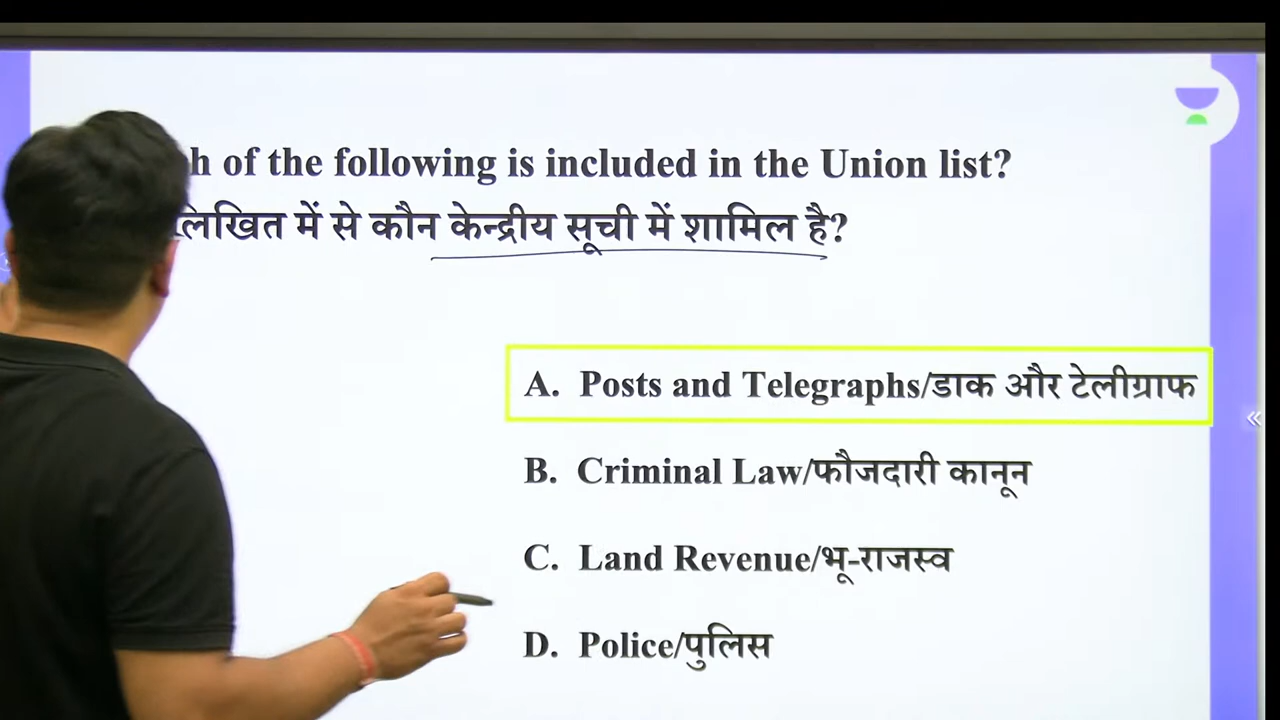 of the following is included in the Union list?
में से कौन केन्द्रीय सूची में शामिल है?
A. Posts and Telegraphs/डाक और टेलीग्राफ
B. Criminal Law/फौजदारी कानून
C. Land Revenue/भू-राजस्व
D. Police/पुलिस